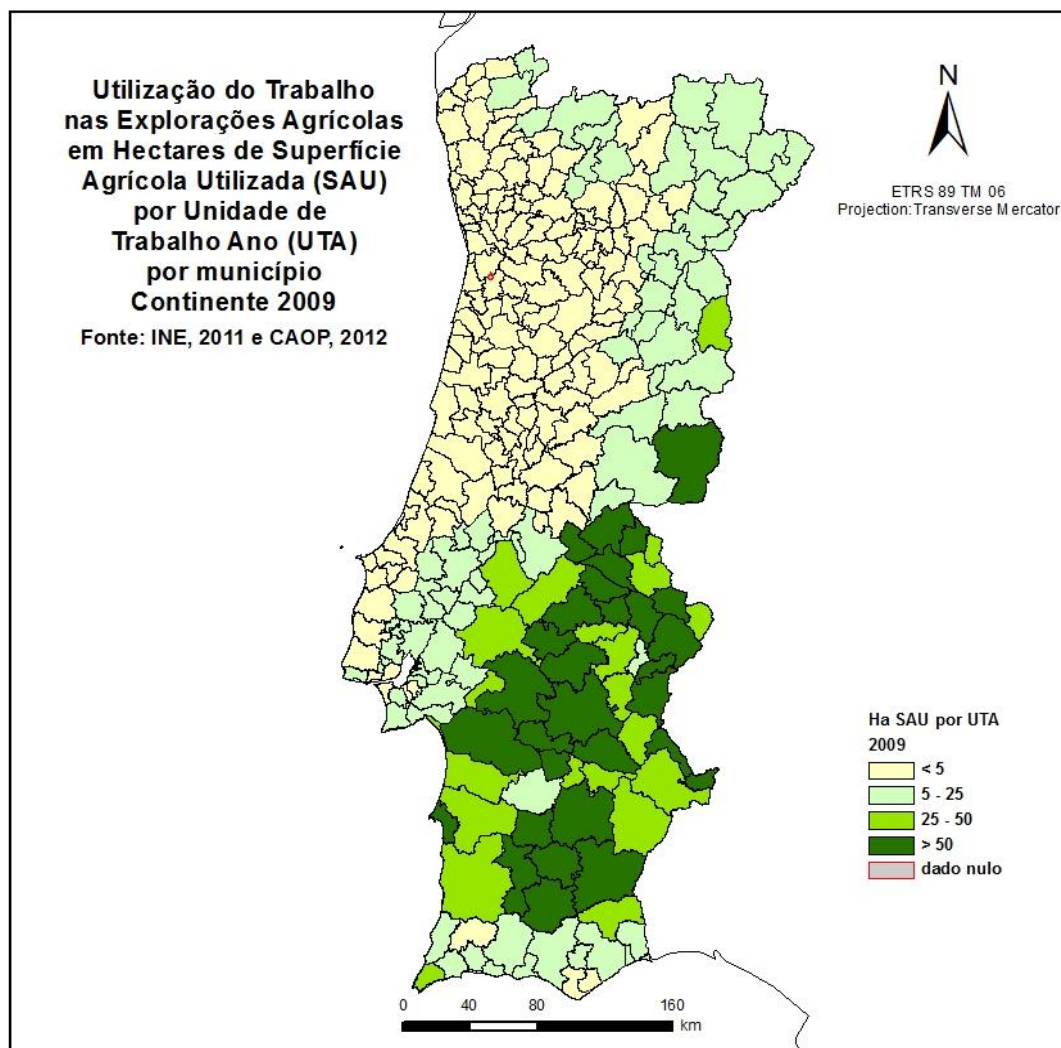 Utilização do Trabalho
nas Explorações Agrícolas
em Hectares de Superfície
Agrícola Utilizada (SAU)
por Unidade de
Trabalho Ano (UTA)
por município
Continente 2009
Fonte: INE, 2011 e CAOP, 2012
N
ETRS 89 TM 06
Projection: Transverse Mercator
Ha SAU por UTA
2009
< 5
5 - 25
25 - 50
> 50
dado nulo
0 40 80 160
km